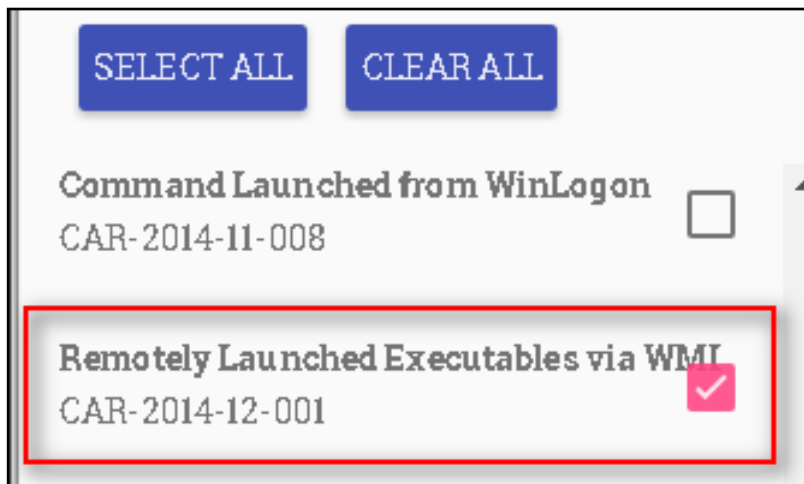 SELECT ALL CLEAR ALL
Command Launched from WinLogon
CAR-2014-11-008
Remotely Launched Executables via WMI
CAR-2014-12-001